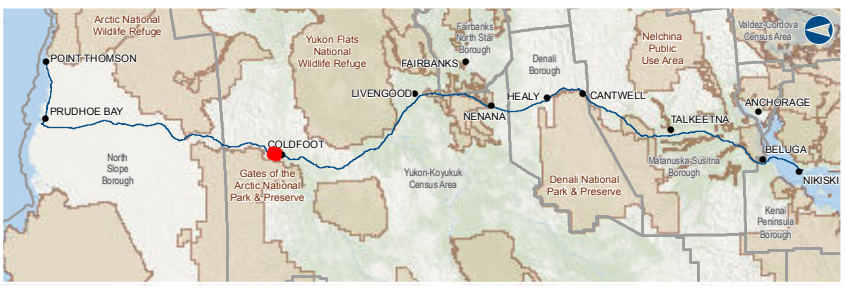 Arctic National
Wildlife Refuge
POINT THOMSON
PRUDHOE BAY
North
Slope
Borough
COLDFOOT
Gates of the
Arctic National
Park & Preserve
Yukon Flats
National
Wildlife Refuge
LIVENGOOD
FAIRBANKS
Fairbanks
North Star
Borough
NENANA
Yukon-Koyukuk
Census Area
HEALY
Denali
Borough
CANTWELL
Denali National
Park & Preserve
Nelchina
Public
Use Area
TALKEETNA
Matanuska-Susitna
Borough
Valdez-Cordova
Census Area
ANCHORAGE
BELUGA
NIKISKI
Kenai
Peninsula
Borough